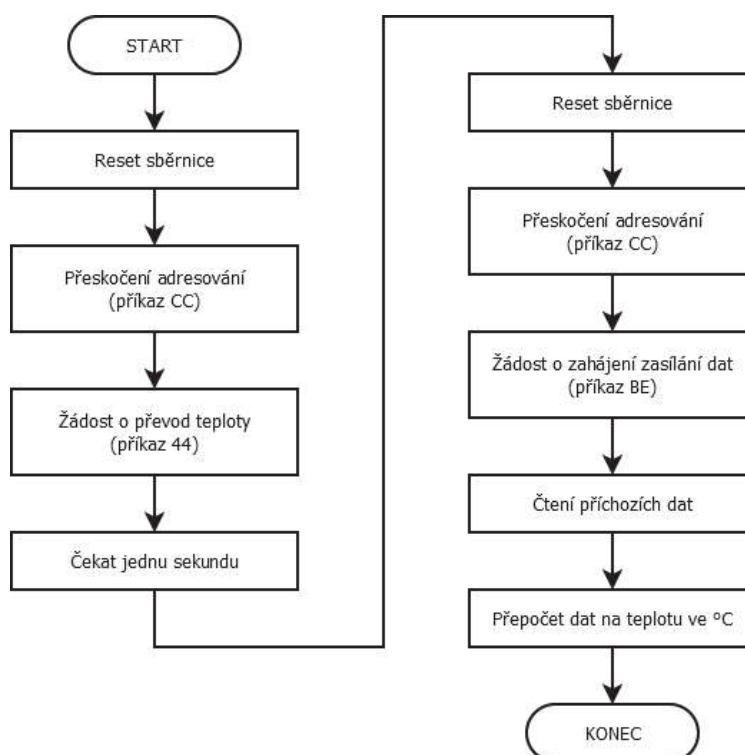 START
Reset sběrnice
Přeskočení adresování
(příkaz CC)
Žádost o převod teploty
(příkaz 44)
Čekat jednu sekundu
Reset sběrnice
Přeskočení adresování
(příkaz CC)
Žádost o zahájení zasílání dat
(příkaz BE)
Čtení příchozích dat
Přepočet dat na teplotu ve °C
KONEC